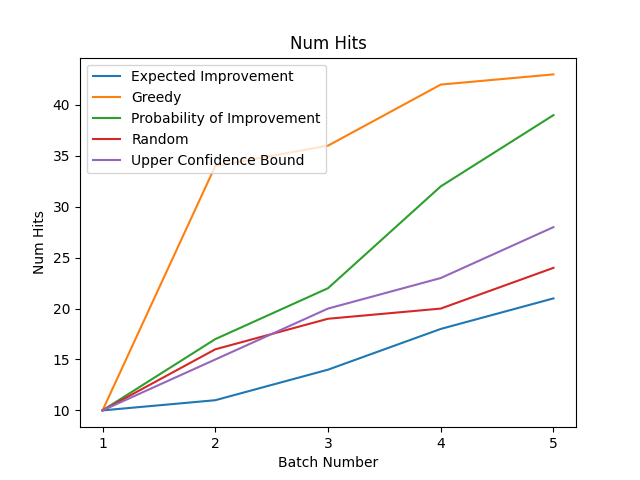 Num Hits
Expected Improvement
Greedy
Probability of Improvement
Random
Upper Confidence Bound
40
35
30
25
20
15
10
Num Hits
1 2 3 4 5
Batch Number